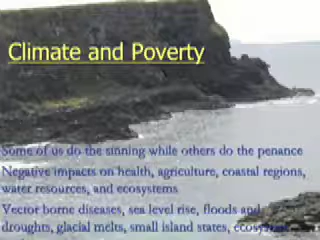 Climate and Poverty
Some of us do the sinning while others do the penance
Negative impacts on health, agriculture, coastal regions,
water resources, and ecosystems
Vector borne diseases, sea level rise, floods and
droughts, glacial melts, small island states,